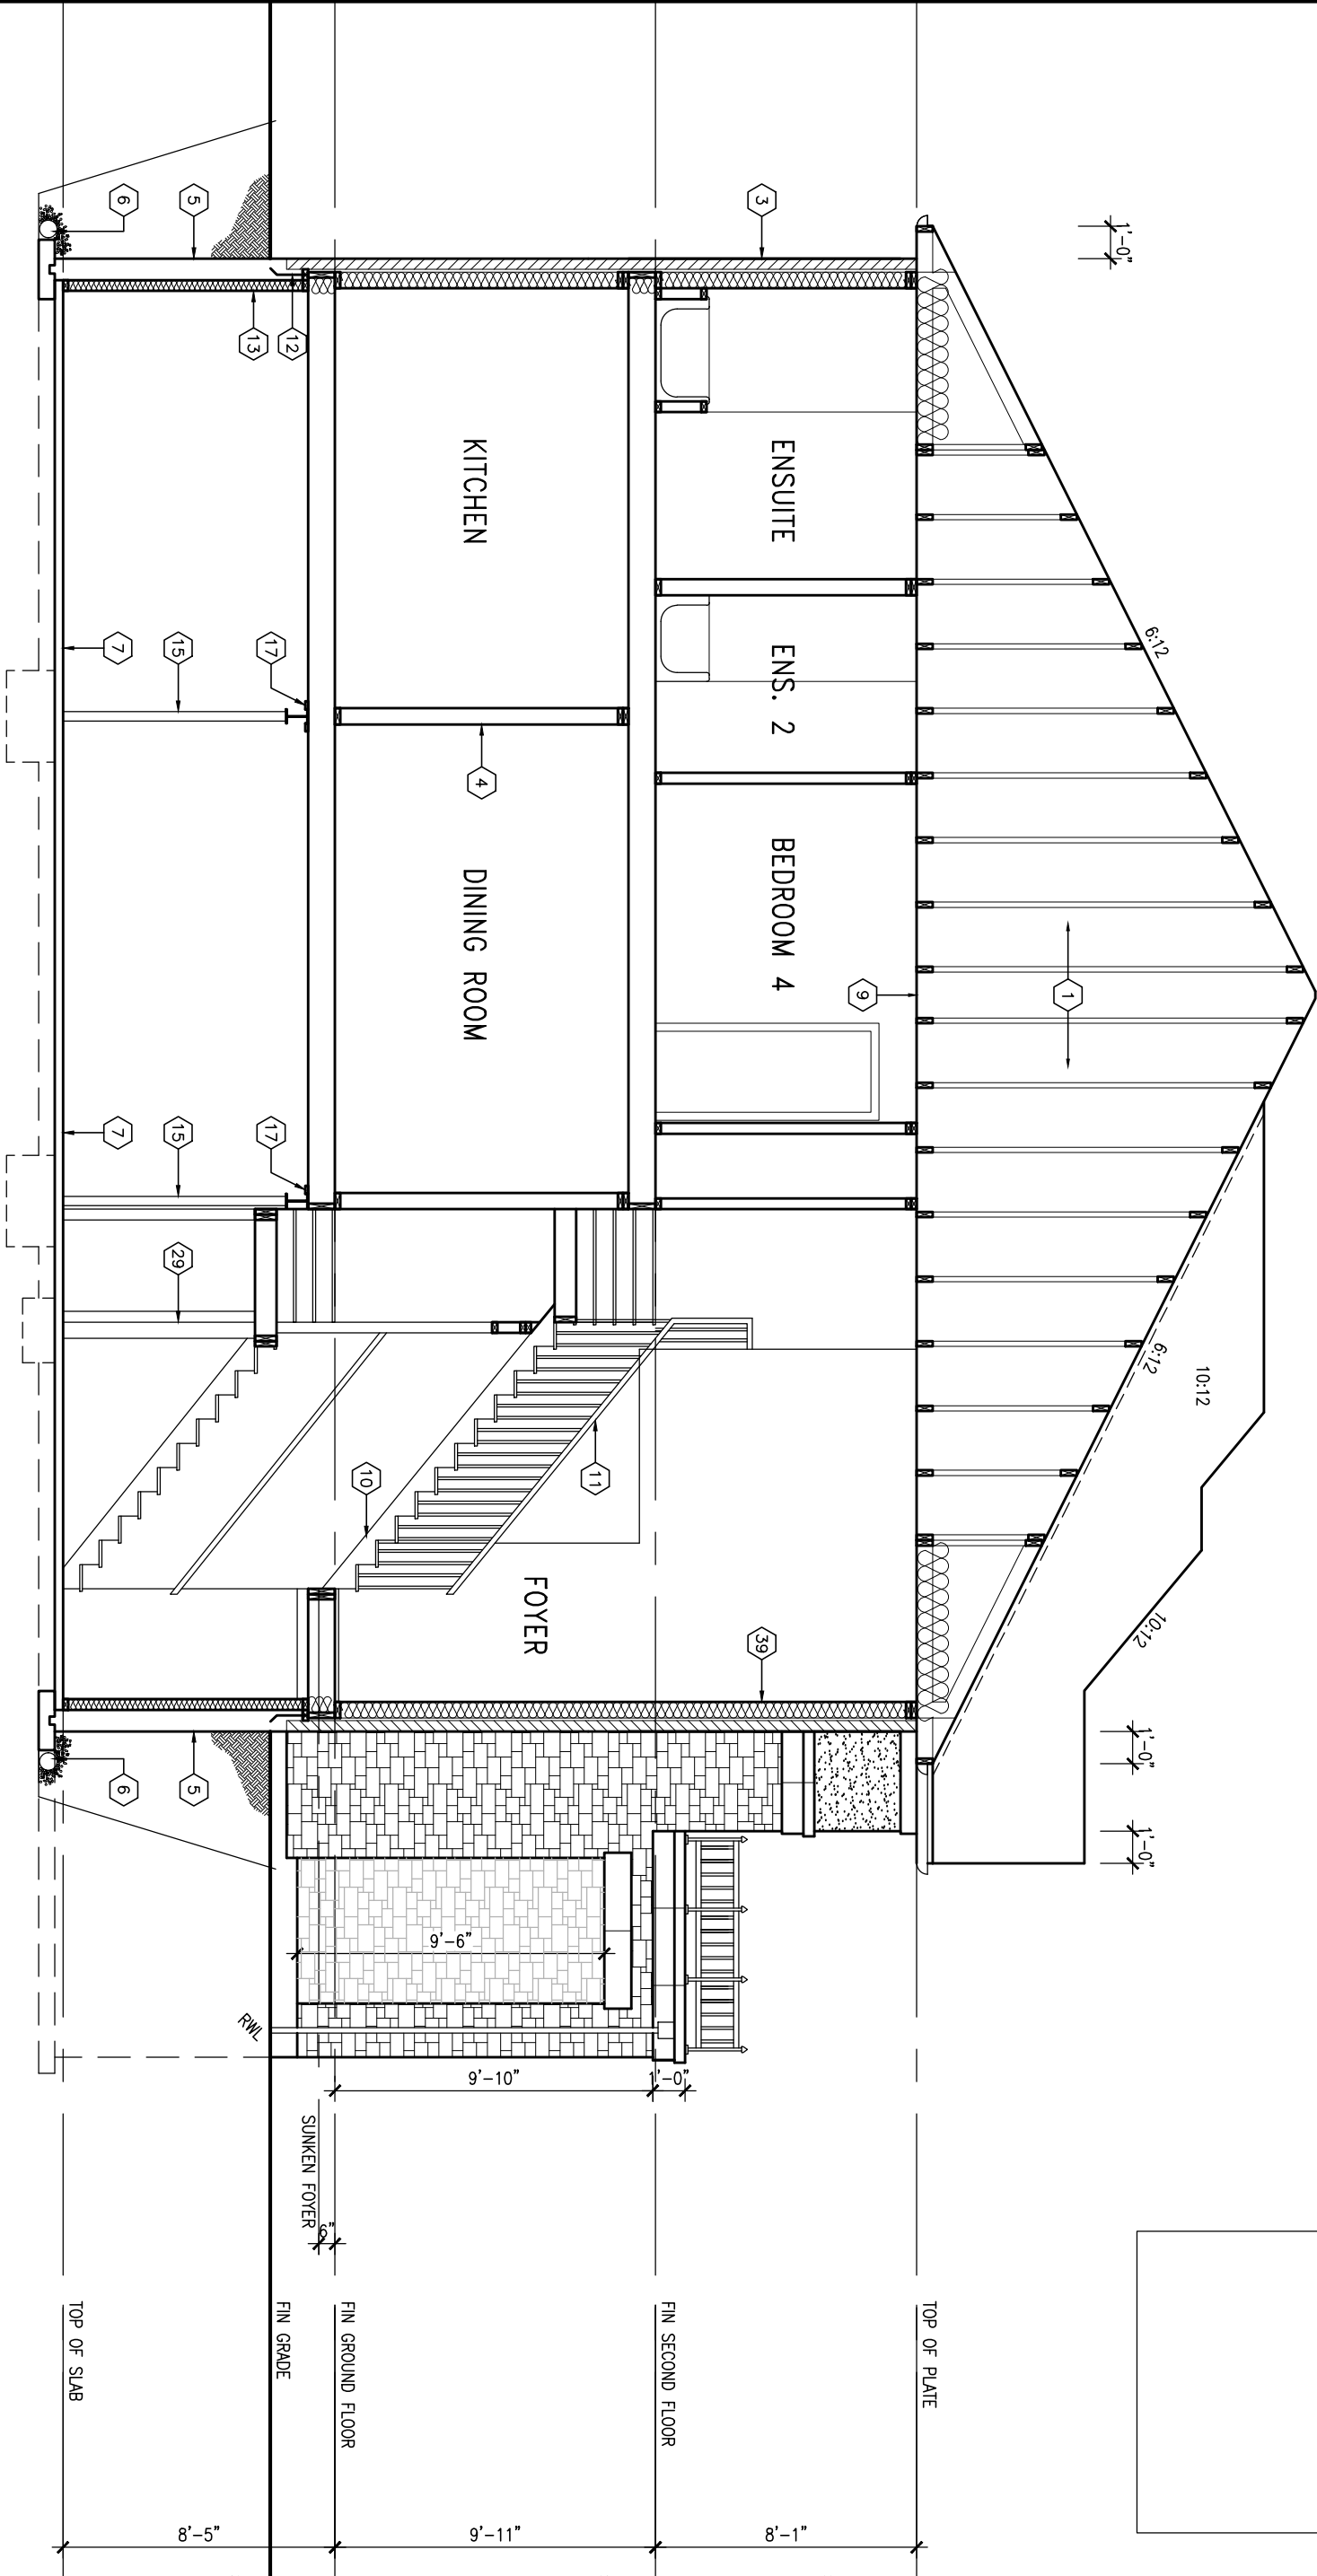 1'-0"
6:12
1
6:12
10:12
10:12
1'-0"
1'-0"
TOP OF PLATE
3
ENSUITE
ENS. 2
BEDROOM 4
9
39
8'-1"
FIN SECOND FLOOR
KITCHEN
4
DINING ROOM
11
10
FOYER
9'-6"
9'-10"
1'-0"
9'-11"
FIN GROUND FLOOR
SUNKEN FOYER
6"
RWL
FIN GRADE
12
13
17
17
5
6
15
7
15
7
29
5
6
8'-5"
TOP OF SLAB